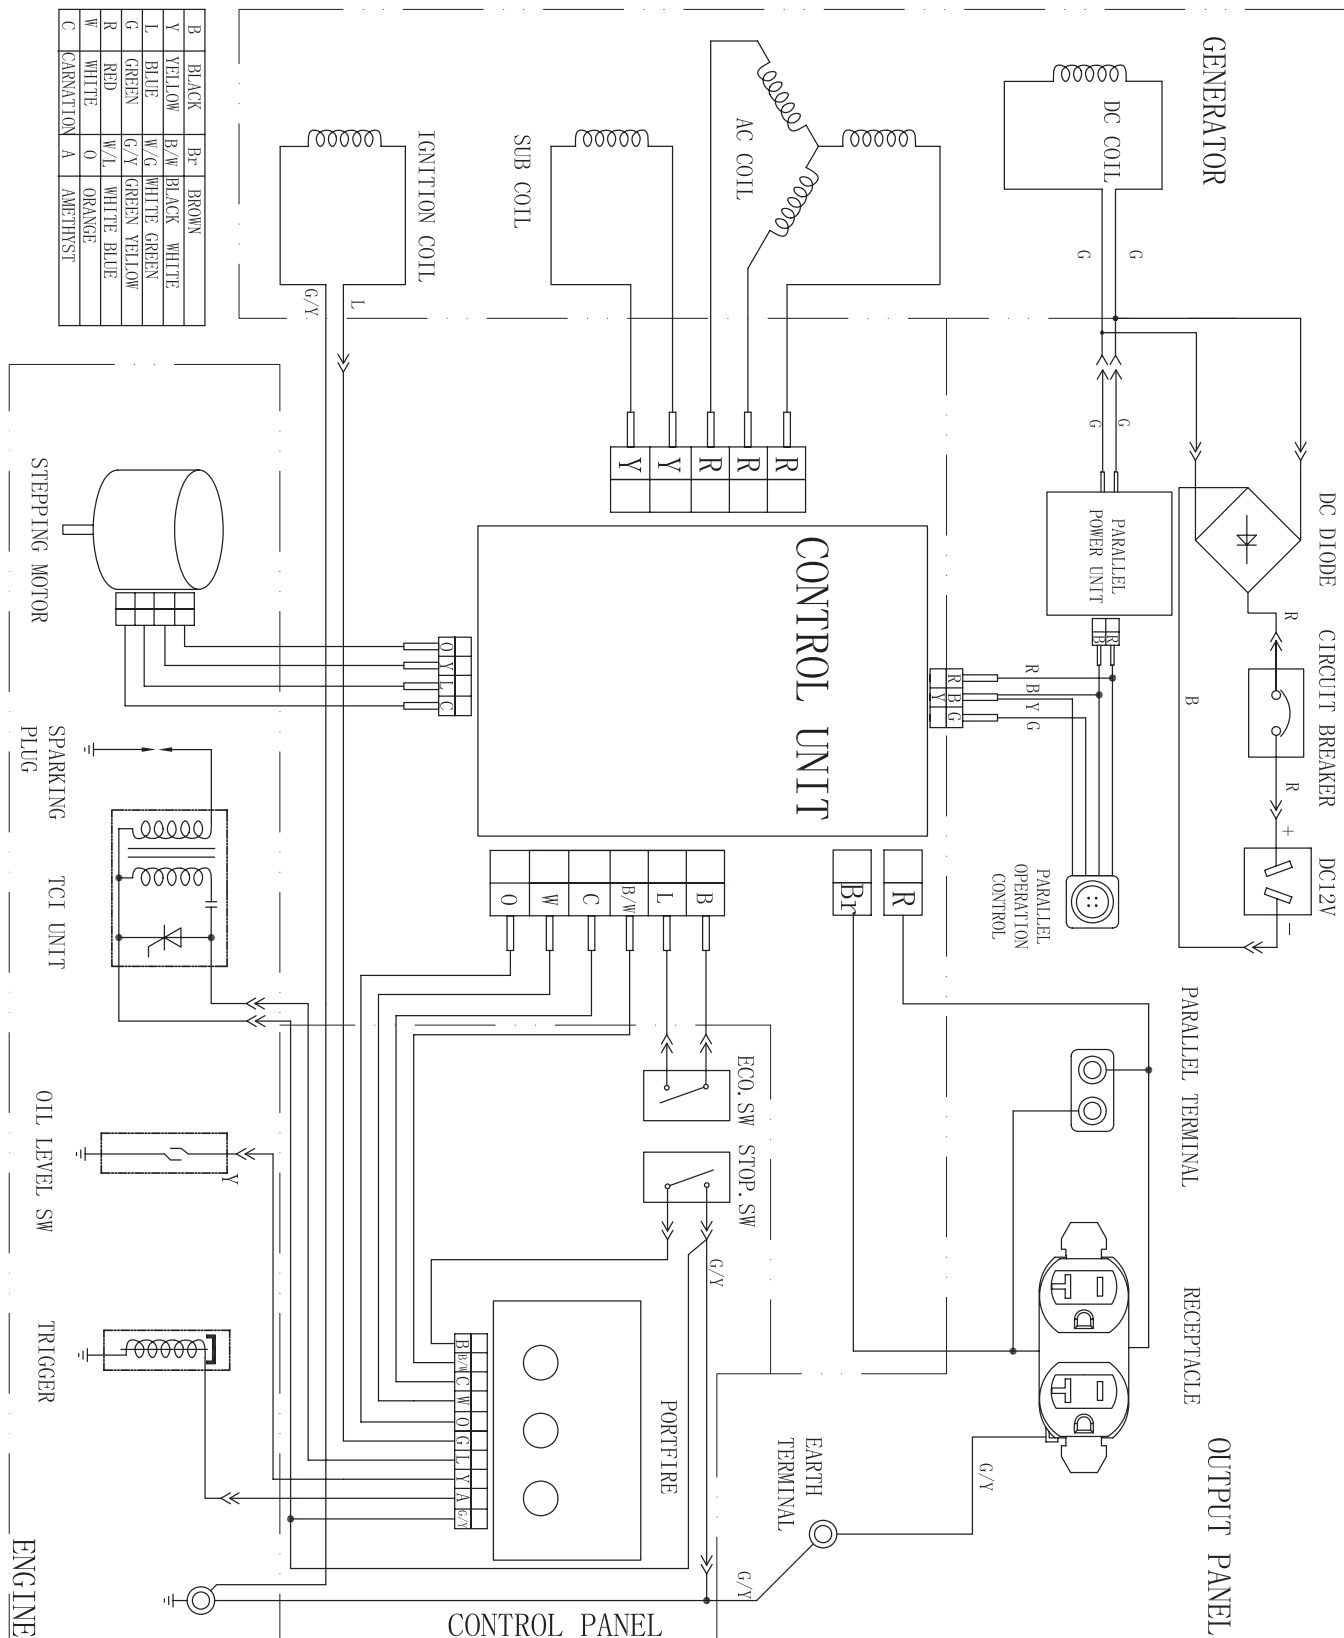 GENERATOR
DC COIL
G
G
AC COIL
SUB COIL
IGNITION COIL
L
G/Y
B BLACK Br BROWN
Y YELLOW B/W BLACK WHITE
L BLUE W/G WHITE GREEN
G GREEN G/Y GREEN YELLOW
R RED W/L WHITE BLUE
W WHITE O ORANGE
C CARNATION A AMETHYST
DC DIODE
CIRCUIT BREAKER
DC12V
R
R
+
-
B
G
G
PARALLEL
POWER UNIT
R
B
R
B
Y
G
R
B
Y
G
PARALLEL
OPERATION
CONTROL
R
R
R
Y
Y
CONTROL UNIT
O
Y
L
C
STEPPING MOTOR
SPARKING
PLUG
TCI UNIT
OIL LEVEL SW
Y
TRIGGER
ENGINE
R
Br
B
L
B/W
C
W
O
ECO.SW
STOP.SW
G/Y
PORTFIRE
B
B/W
C
W
O
G
L
Y
A
G/Y
PARALLEL TERMINAL
RECEPTACLE
OUTPUT PANEL
G/Y
EARTH
TERMINAL
G/Y
CONTROL PANEL